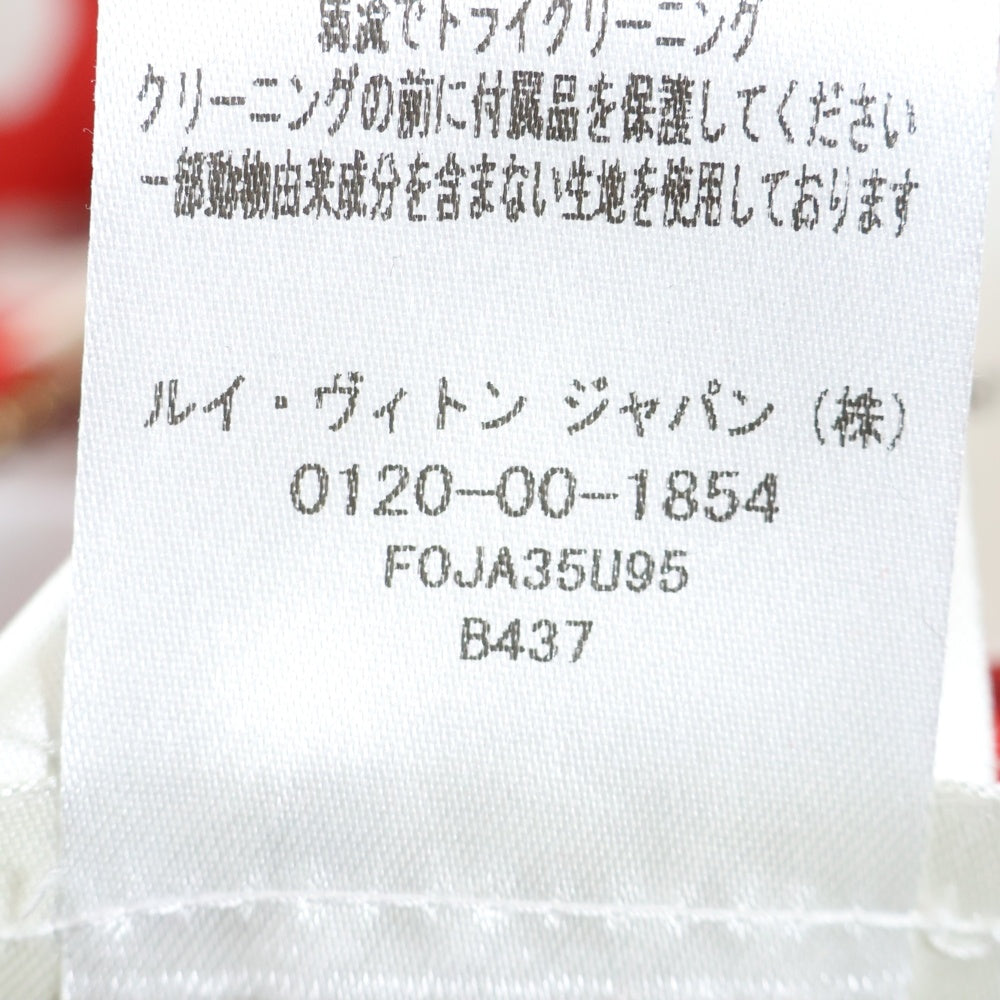 でドライクリーニング
クリーニングの前に付属品を保護してください
一部動物由来成分を含まない生地を使用しております
ルイ・ヴィトン ジャパン (株)
0120-00-1854
F0JA35U95
B437